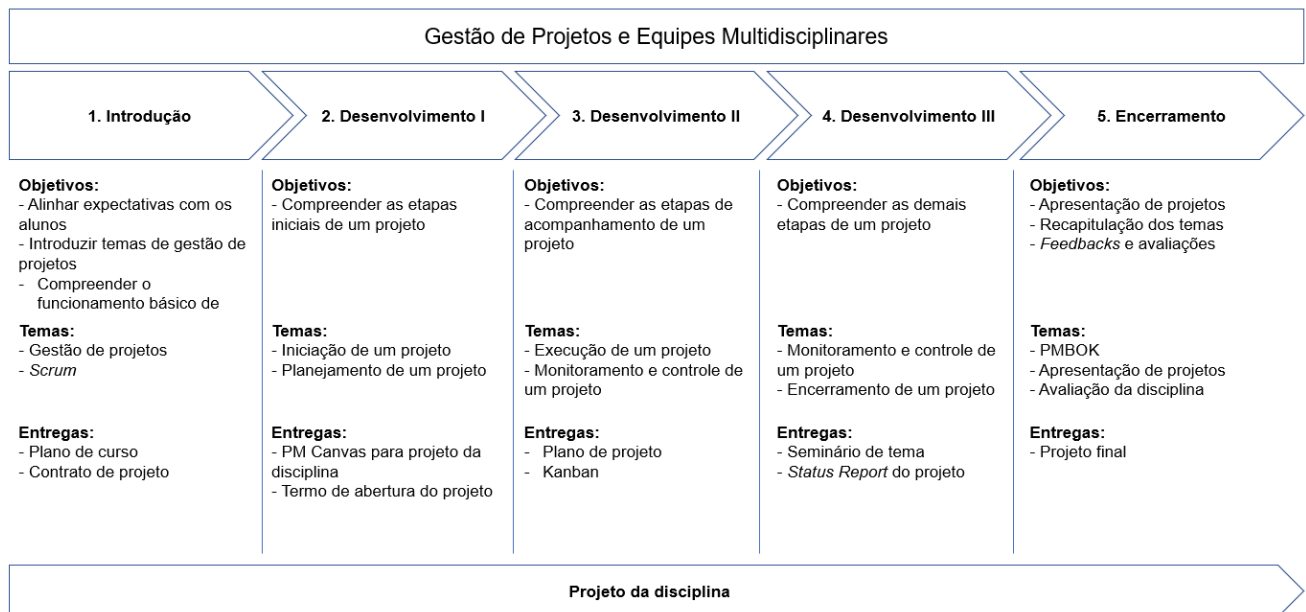 Gestão de Projetos e Equipes Multidisciplinares
1. Introdução
2. Desenvolvimento I
3. Desenvolvimento II
4. Desenvolvimento III
5. Encerramento
Objetivos:
- Alinhar expectativas com os
alunos
- Introduzir temas de gestão de
projetos
- Compreender o
funcionamento básico de
Temas:
- Gestão de projetos
- Scrum
Entregas:
- Plano de curso
- Contrato de projeto
Objetivos:
- Compreender as etapas
iniciais de um projeto
Temas:
- Iniciação de um projeto
- Planejamento de um projeto
Entregas:
- PM Canvas para projeto da
disciplina
- Termo de abertura do projeto
Objetivos:
- Compreender as etapas de
acompanhamento de um
projeto
Temas:
- Execução de um projeto
- Monitoramento e controle de
um projeto
Entregas:
- Plano de projeto
- Kanban
Objetivos:
- Compreender as demais
etapas de um projeto
Temas:
- Monitoramento e controle de
um projeto
- Encerramento de um projeto
Entregas:
- Seminário de tema
- Status Report do projeto
Objetivos:
- Apresentação de projetos
- Recapitulação dos temas
- Feedbacks e avaliações
Temas:
- PMBOK
- Apresentação de projetos
- Avaliação da disciplina
Entregas:
- Projeto final
Projeto da disciplina